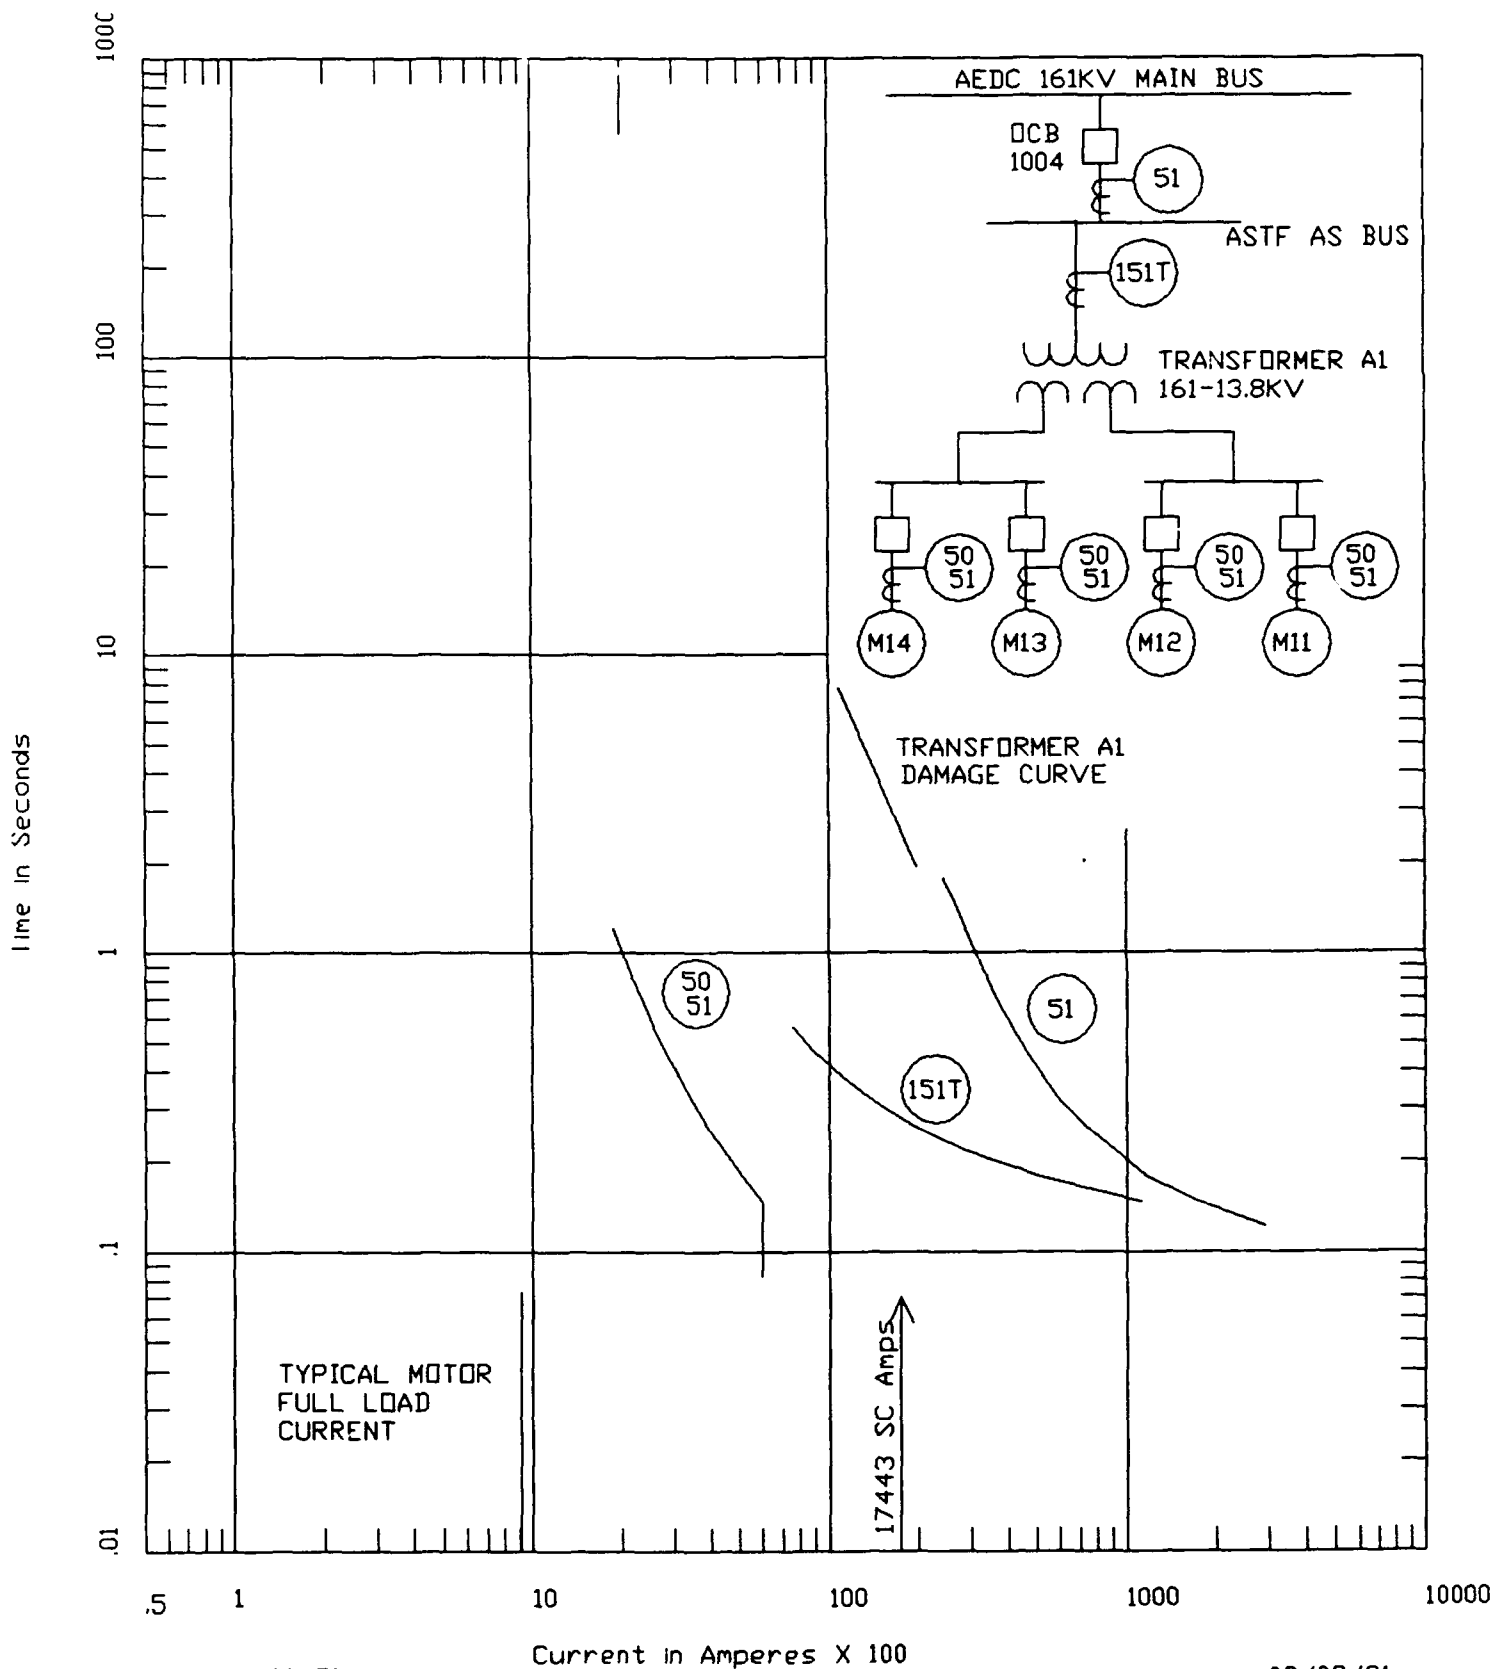 1000
AEDC 161KV MAIN BUS
OCB
1004
51
ASTF AS BUS
151T
100
TRANSFORMER A1
161-13.8KV
50
51
50
51
50
51
50
51
10
M14
M13
M12
M11
TRANSFORMER A1
DAMAGE CURVE
Time in Seconds
1
50
51
51
151T
.1
17443 SC Amps
TYPICAL MOTOR
FULL LOAD
CURRENT
.01
.5
1
10
100
1000
10000
Current in Amperes X 100